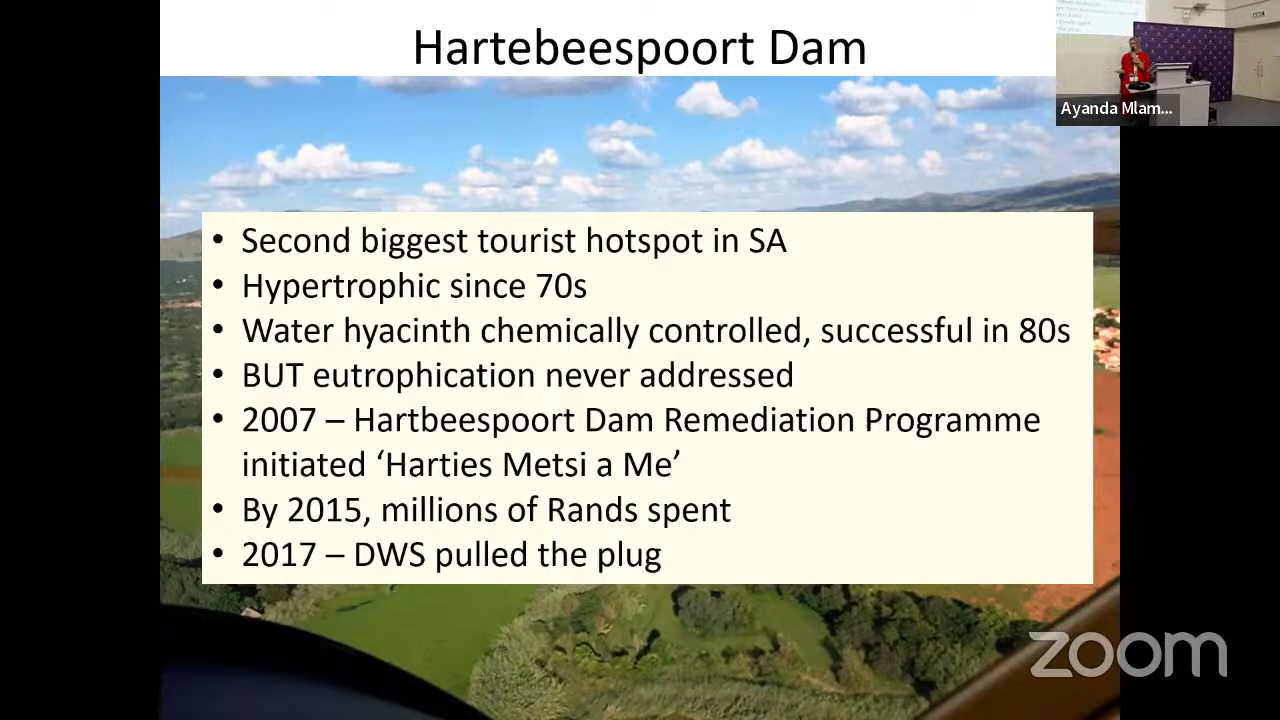 Hartebeespoort Dam
Ayanda Mlam...
• Second biggest tourist hotspot in SA
• Hypertrophic since 70s
• Water hyacinth chemically controlled, successful in 80s
• BUT eutrophication never addressed
• 2007 – Hartbeespoort Dam Remediation Programme
initiated ‘Harties Metsi a Me’
• By 2015, millions of Rands spent
• 2017 – DWS pulled the plug
zoom